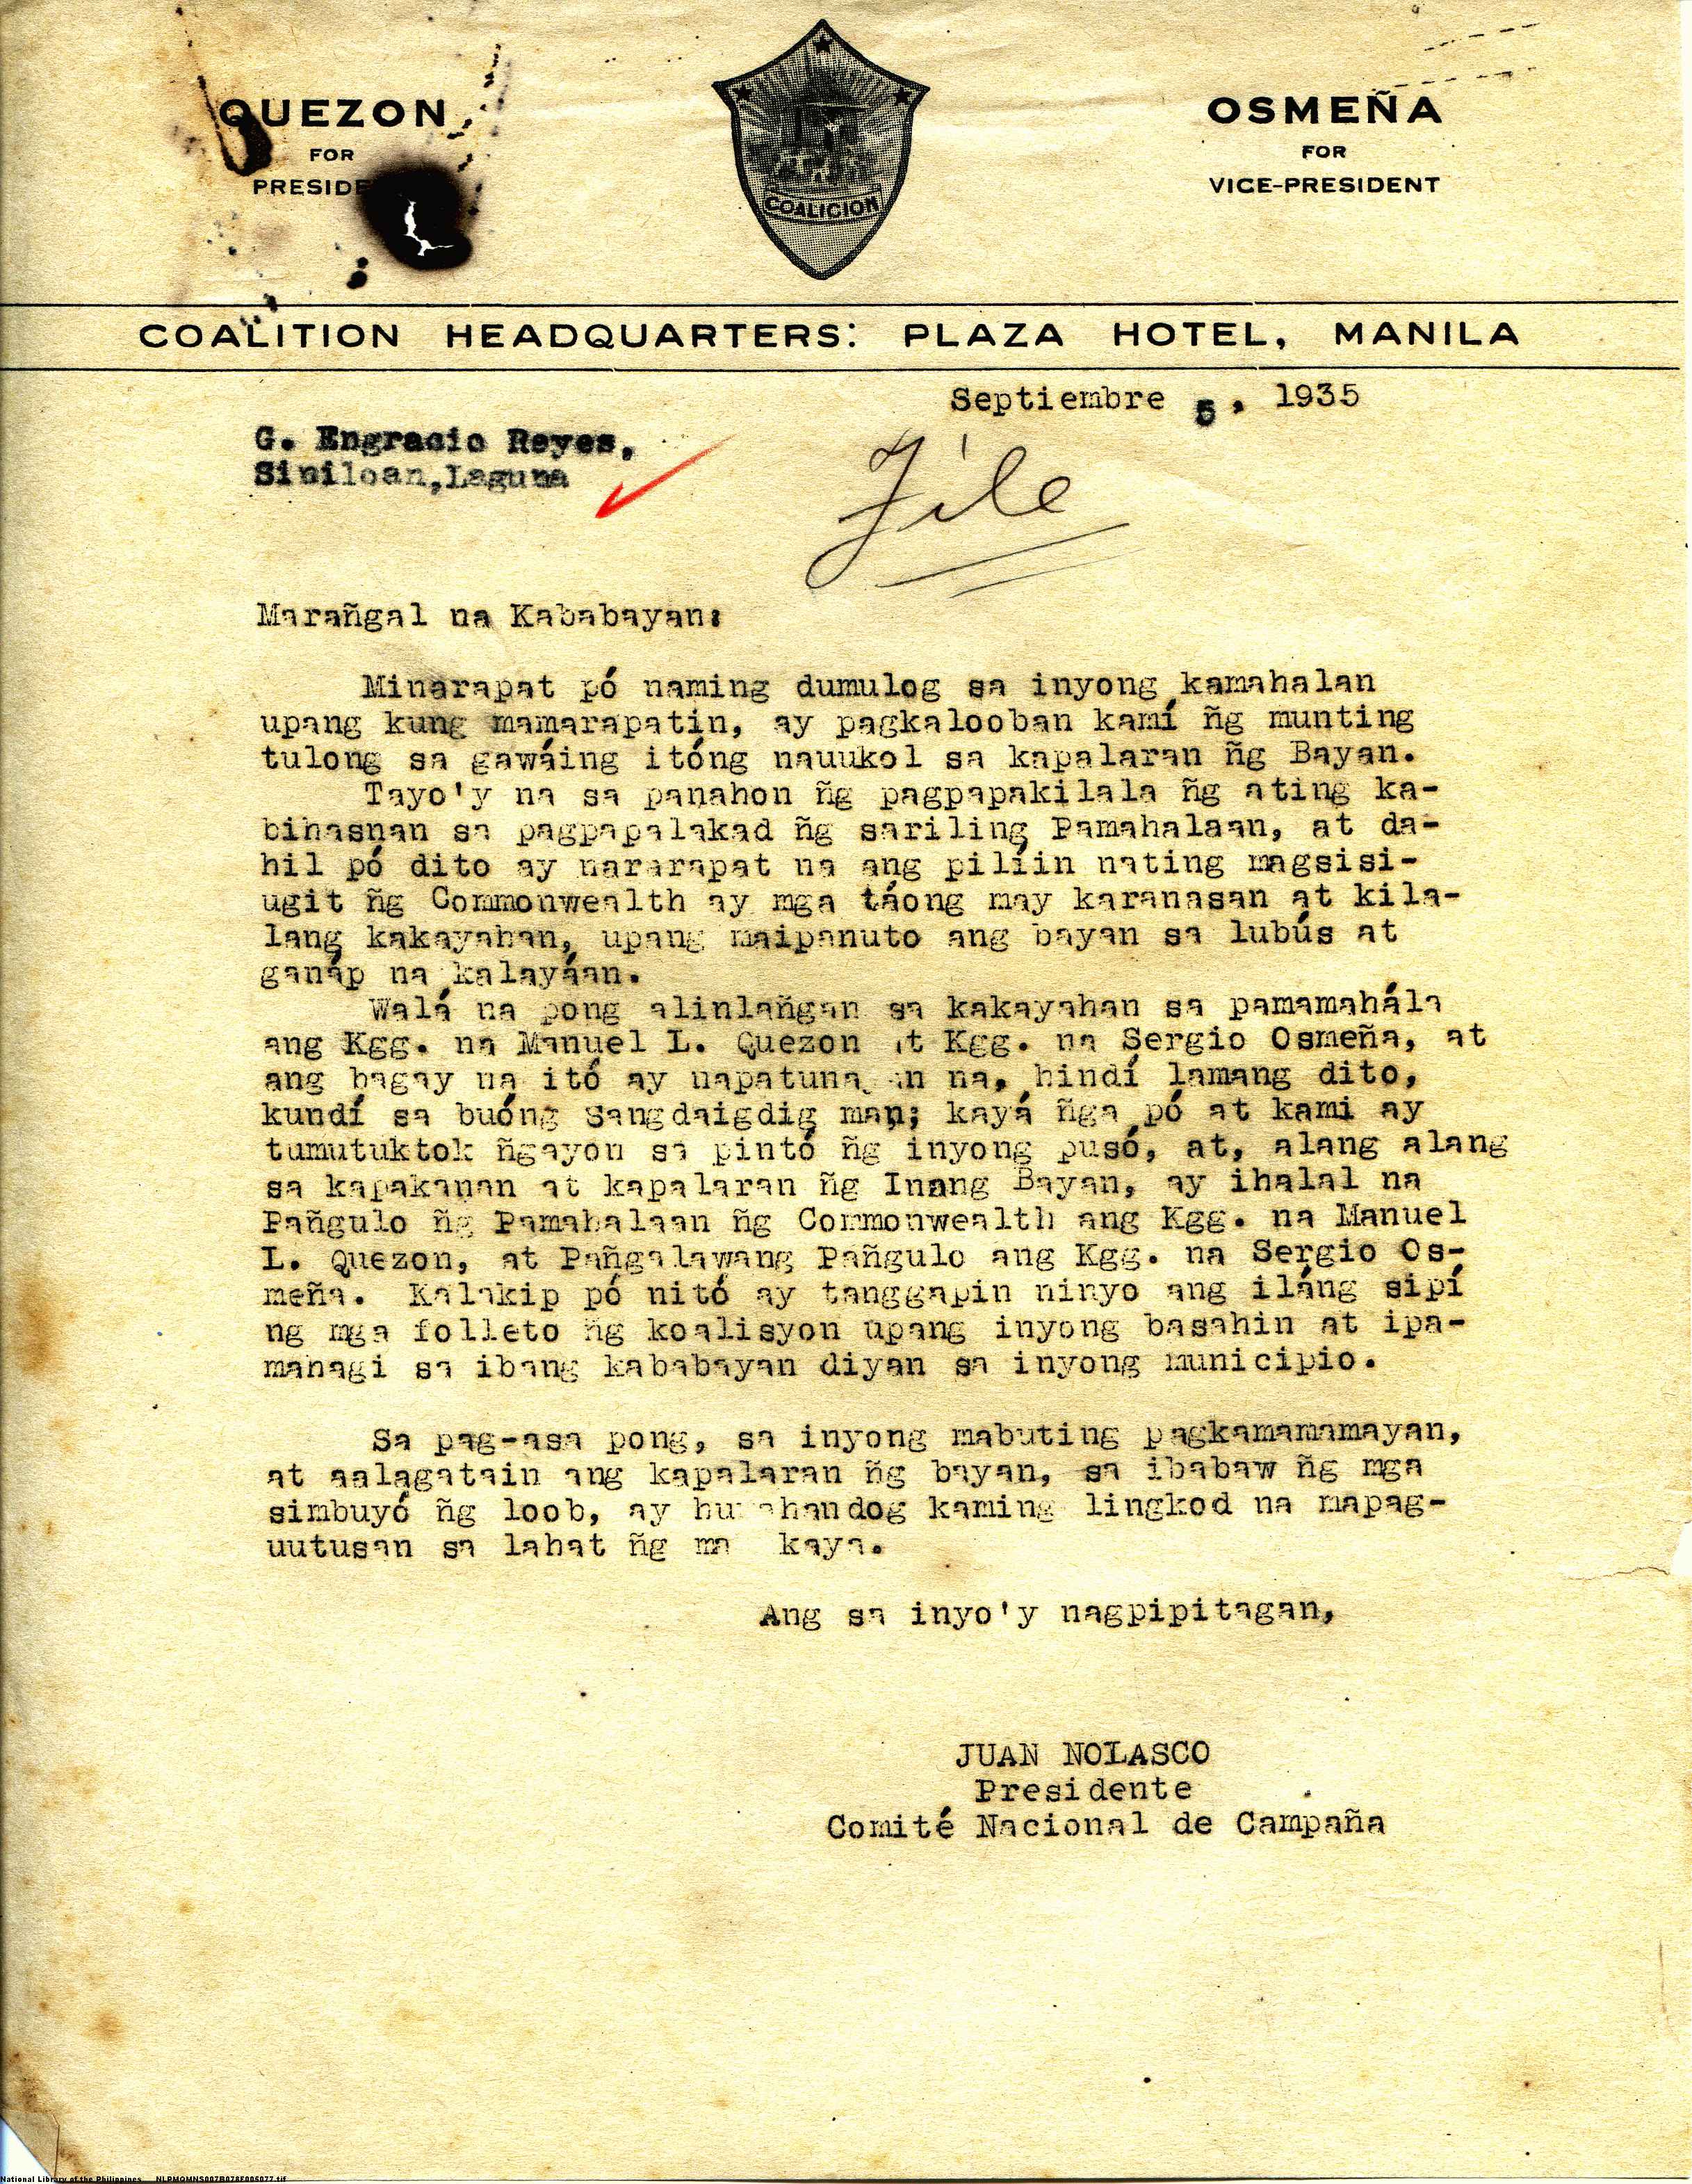 QUEZON
FOR
PRESIDE
COALICION
OSMEÑA
FOR
VICE-PRESIDENT
COALITION HEADQUARTERS: PLAZA HOTEL, MANILA
Septiembre 5, 1935
G. Engracio Reyes,
Siniloan,Laguna
File
Marañgal na Kababayan:
Minarapat pó naming dumulog sa inyong kamahalan
upang kung mamarapatin, ay pagkalooban kamí ñg munting
tulong sa gawáing itóng nauukol sa kapalaran ñg Bayan.
Tayo'y na sa panahon ñg pagpapakilala ñg ating ka-
bihasnan sa pagpapalakad ñg sariling Pamahalaan, at da-
hil pó dito ay nararapat na ang piliin nating magsisi-
ugit ñg Commonwealth ay mga táong may karanasan at kila-
lang kakayahan, upang maipanuto ang bayan sa lubús at
ganáp na kalayáan.
Walá na pong alinlañgan sa kakayahan sa pamamahála
ang Kgg. na Manuel L. Quezon at Kgg. na Sergio Osmeña, at
ang bagay na itó ay napatuna an na, hindí lamang dito,
kundí sa buóng Sangdaigdig man; kayá ñga pó at kami ay
tumutuktok ñgayon sa pintó ñg inyong pusó, at, alang alang
sa kapakanan at kapalaran ñg Inang Bayan, ay ihalal na
Pañgulo ñg Pamahalaan ñg Commonwealth ang Kgg. na Manuel
L. Quezon, at Pañgalawang Pañgulo ang Kgg. na Sergio Os-
meña. Kalakip pó nitó ay tanggapin ninyo ang iláng sipí
ng mga folleto ñg koalisyon upang inyong basahin at ipa-
mahagi sa ibang kababayan diyan sa inyong municipio.
Sa pag-asa pong, sa inyong mabuting pagkamamamayan,
at aalagatain ang kapalaran ñg bayan, sa ibabaw ñg mga
simbuyó ñg loob, ay kaming lingkod na mapag-
uutusan sa lahat ñg ma kaya.
Ang sa inyo'y nagpipitagan,
JUAN NOLASCO
Presidente
Comité Nacional de Campaña
National Library of the Philippines NLPMQMNS007B078F006077.tif